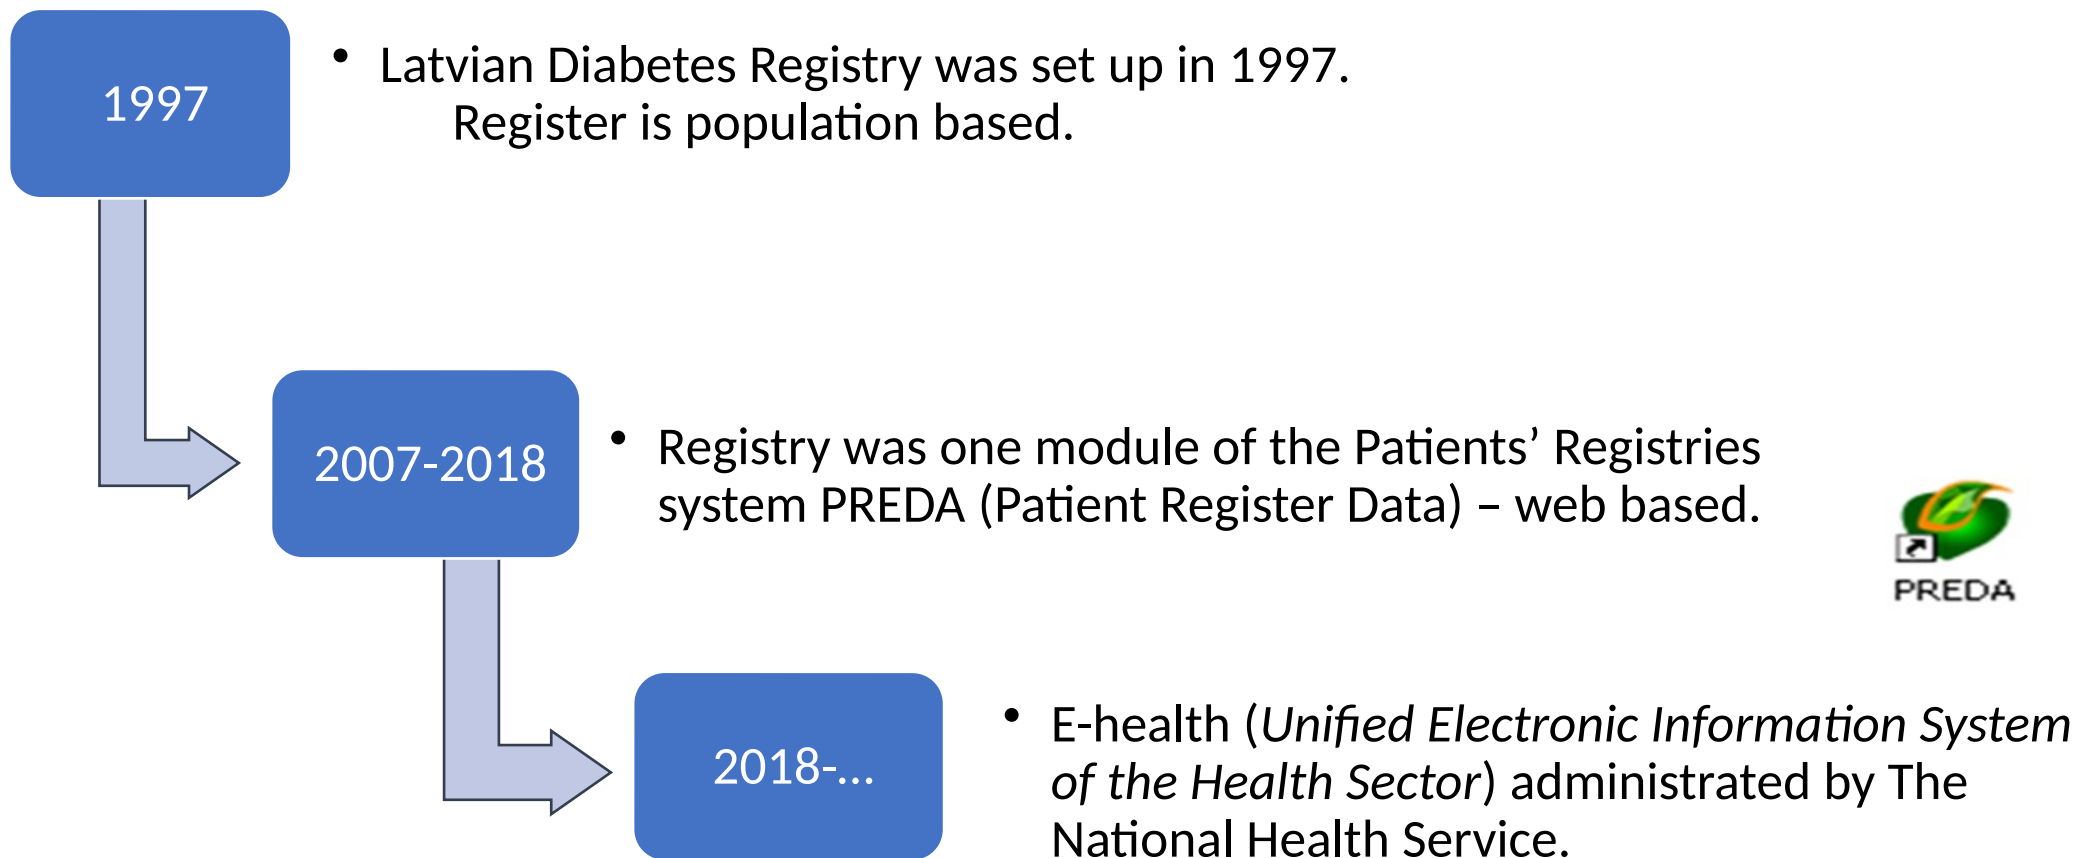 1997
• Latvian Diabetes Registry was set up in 1997.
Register is population based.
2007-2018
• Registry was one module of the Patients’ Registries
system PREDA (Patient Register Data) – web based.
PREDA
2018-...
• E-health (Unified Electronic Information System
of the Health Sector) administrated by The
National Health Service.